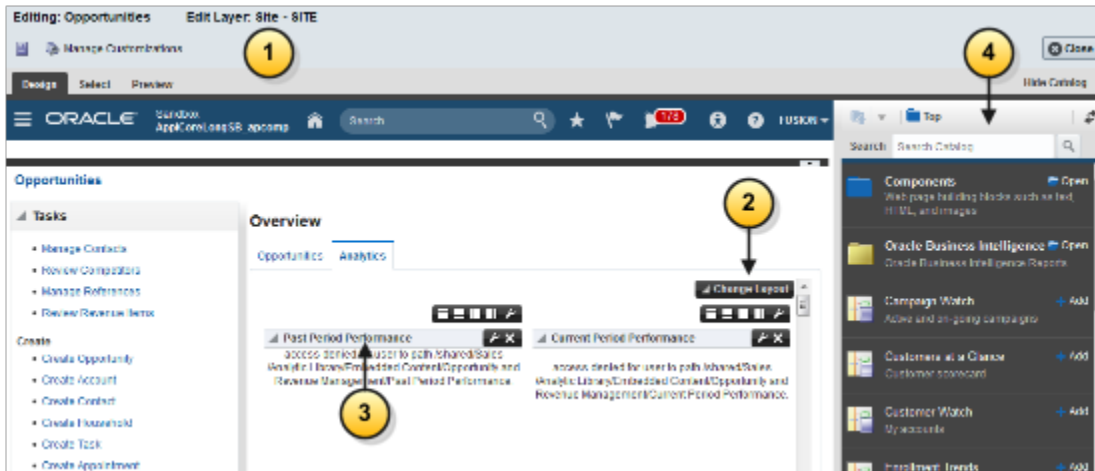 Editing: Opportunities Edit Layer: Site - SITE
Manage Customizations
Close
1
4
Design Select Preview
Hide Catalog
ORACLE
Sandbox
AppICoreLongSB_apcomp
Search
178
FUSION
Top
Search Search Catalog
Opportunities
Tasks
Manage Contacts
Review Competitors
Manage References
Review Revenue Items
Create
Create Opportunity
Create Account
Create Contact
Create Household
Create Task
Create Appointment
Overview
2
Opportunities Analytics
Change Layout
Past Period Performance
access denied for user to path /shared/Sales
/Analytic Library/Embedded Content/Opportunity and
Revenue Management/Past Period Performance.
3
Current Period Performance
access denied for user to path /shared/Sales
/Analytic Library/Embedded Content/Opportunity and
Revenue Management/Current Period Performance.
Components Open
Web page building blocks such as text,
HTML, and images
Oracle Business Intelligence Open
Oracle Business Intelligence Reports
Campaign Watch Add
Active and on-going campaigns
Customers at a Glance Add
Customer scorecard
Customer Watch Add
My accounts
Enrollment Trends Add